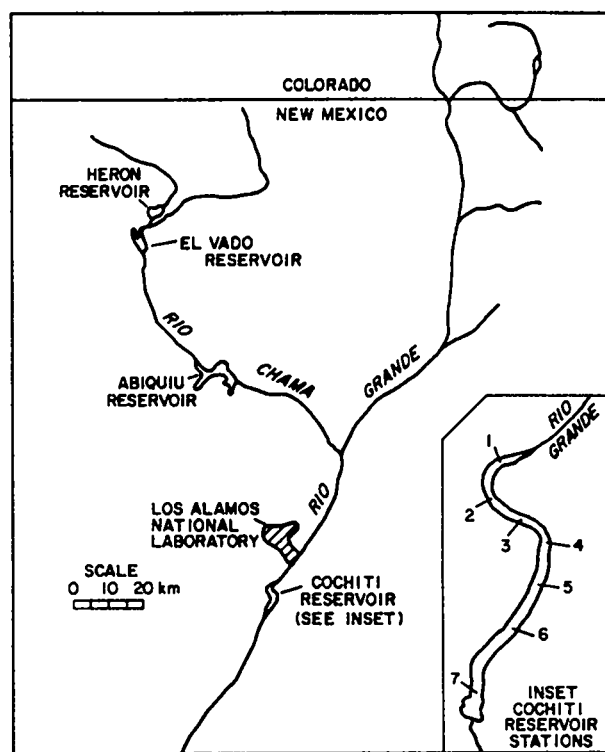 COLORADO
NEW MEXICO
HERON
RESERVOIR
EL VADO
RESERVOIR
RIO
CHAMA
GRANDE
ABIQUIU
RESERVOIR
RIO
LOS ALAMOS
NATIONAL
LABORATORY
SCALE
0 10 20 km
COCHITI
RESERVOIR
(SEE INSET)
RIO
GRANDE
1
2
3
4
5
6
7
INSET
COCHITI
RESERVOIR
STATIONS